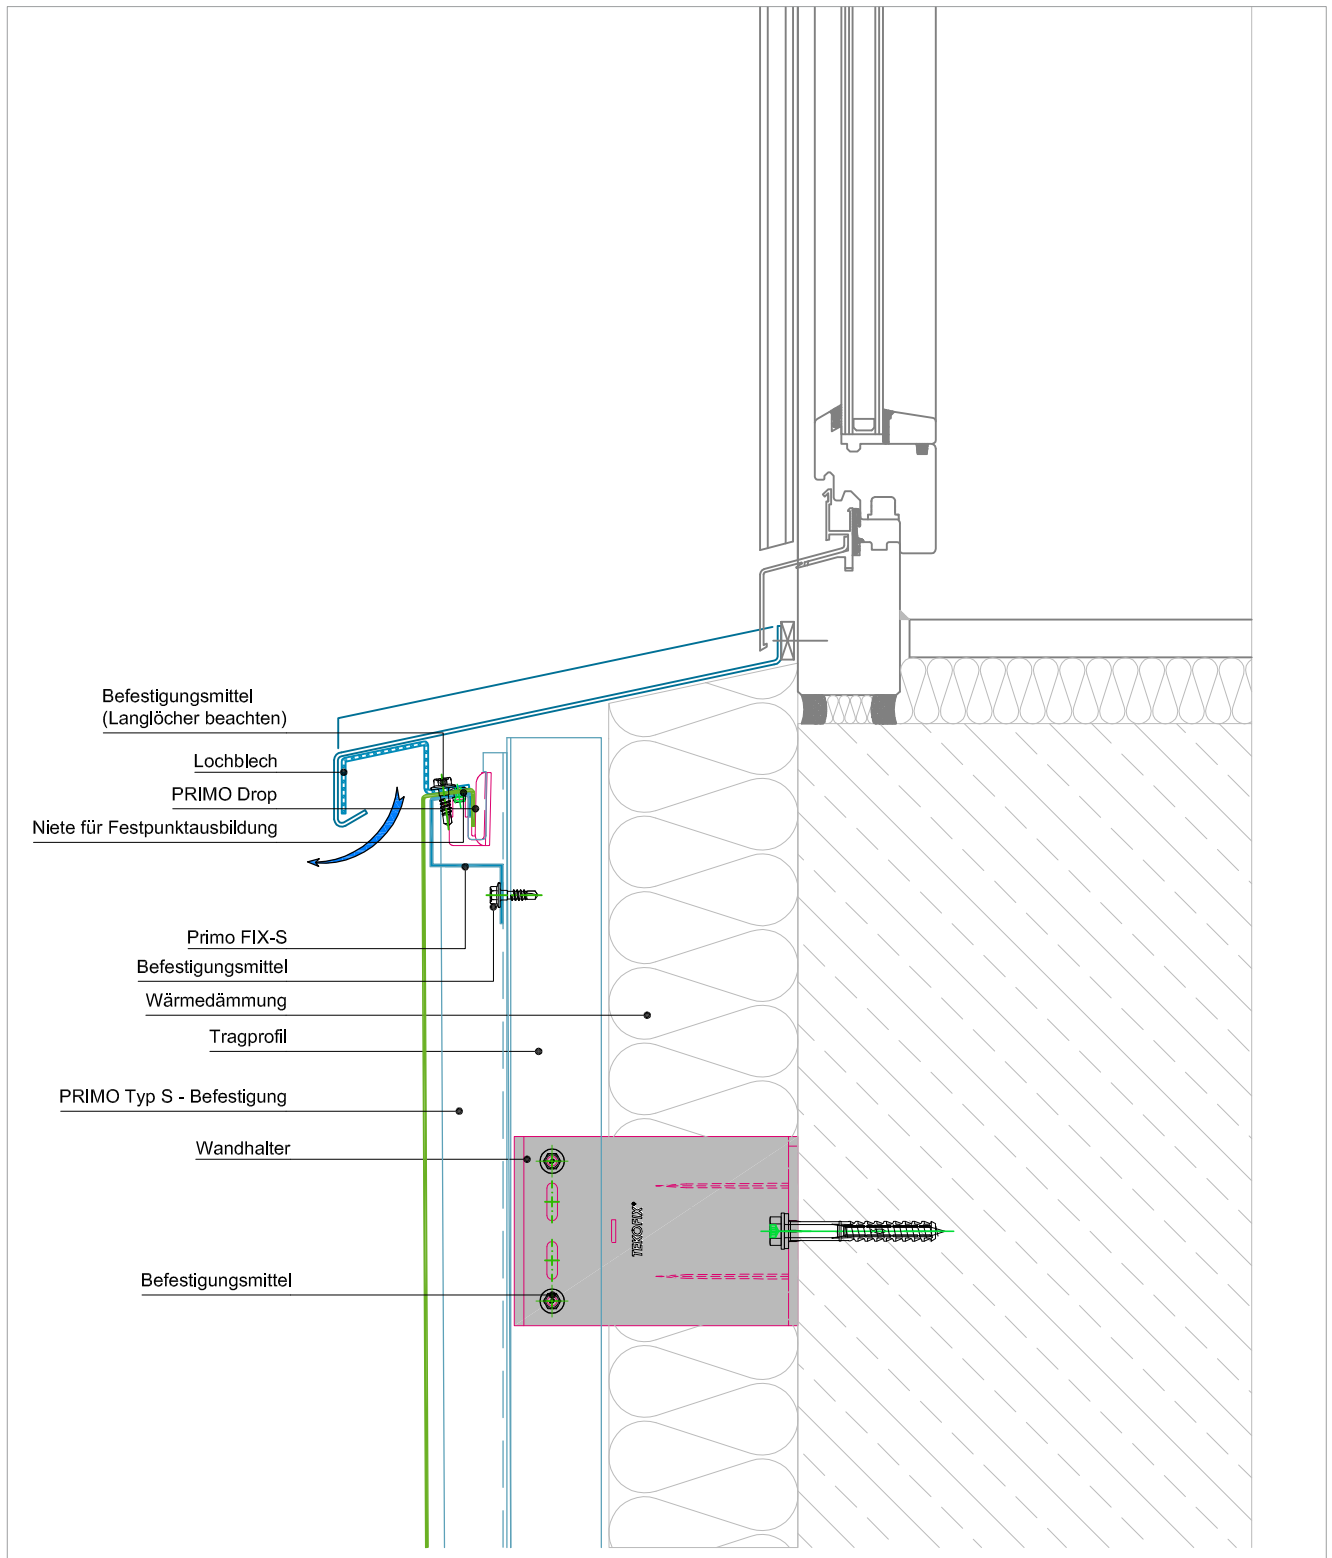 Befestigungsmittel
(Langlöcher beachten)
Lochblech
PRIMO Drop
Niete für Festpunktausbildung
Primo FIX-S
Befestigungsmittel
Wärmedämmung
Tragprofil
PRIMO Typ S - Befestigung
Wandhalter
TEKOFIX®
Befestigungsmittel